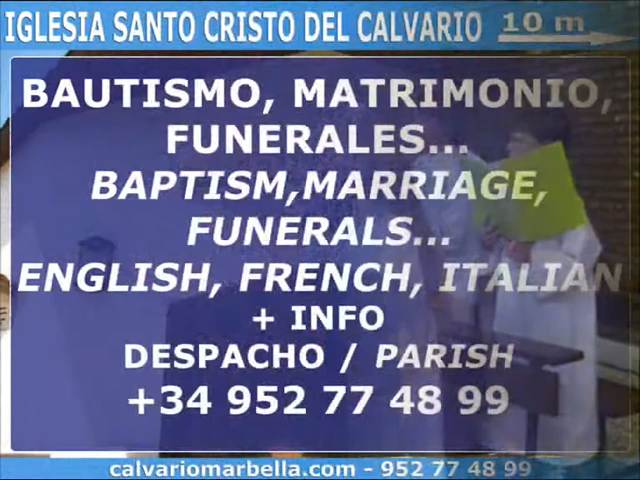 IGLESIA SANTO CRISTO DEL CALVARIO 10 m
BAUTISMO, MATRIMONIO,
FUNERALES...
BAPTISM,MARRIAGE,
FUNERALS...
ENGLISH, FRENCH, ITALIAN
+ INFO
DESPACHO / PARISH
+34 952 77 48 99
calvariomarbella.com - 952 77 48 99